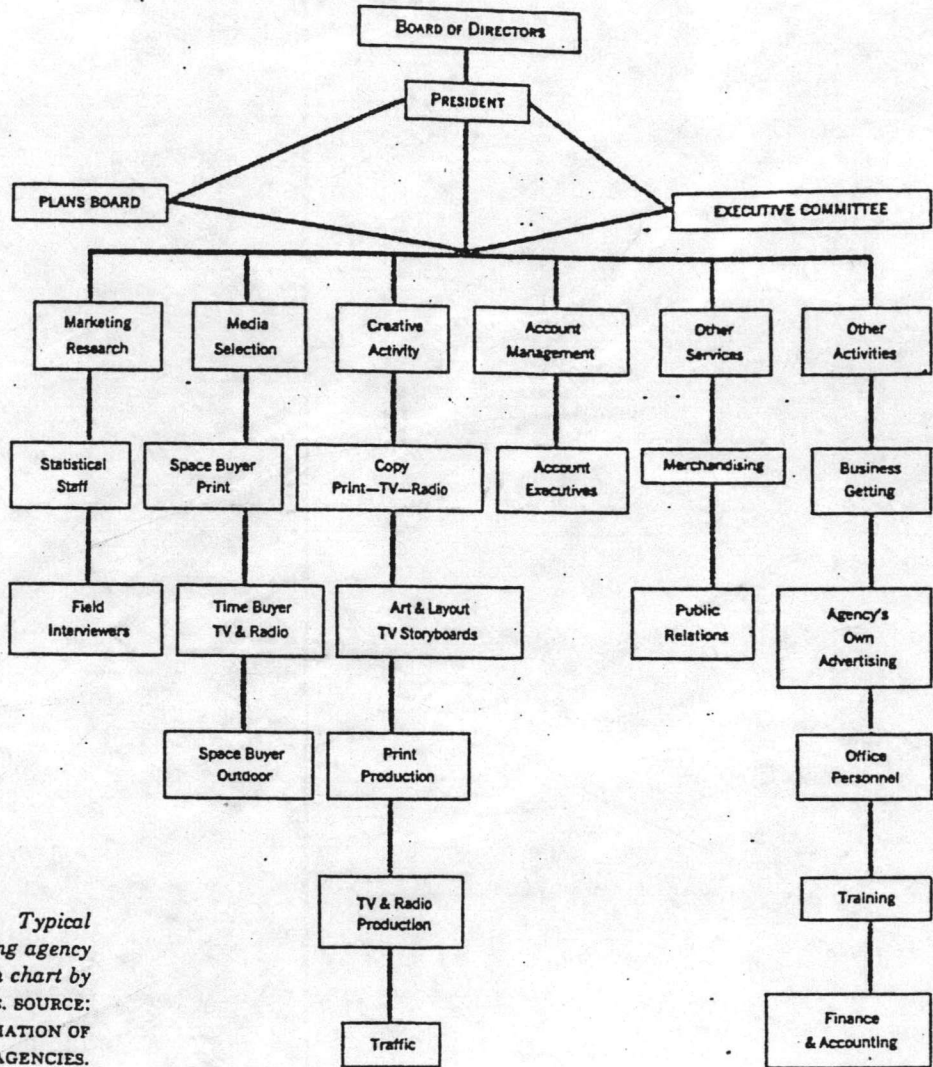 BOARD OF DIRECTORS
PRESIDENT
PLANS BOARD
EXECUTIVE COMMITTEE
Marketing
Research
Media
Selection
Creative
Activity
Account
Management
Other
Services
Other
Activities
Statistical
Staff
Space Buyer
Print
Copy
Print—TV—Radio
Account
Executives
Merchandising
Business
Getting
Field
Interviewers
Time Buyer
TV & Radio
Art & Layout
TV Storyboards
Public
Relations
Agency's
Own
Advertising
Space Buyer
Outdoor
Print
Production
Office
Personnel
TV & Radio
Production
Training
Traffic
Finance
& Accounting
Typical
agency
chart by
SOURCE:
OF
AGENCIES.